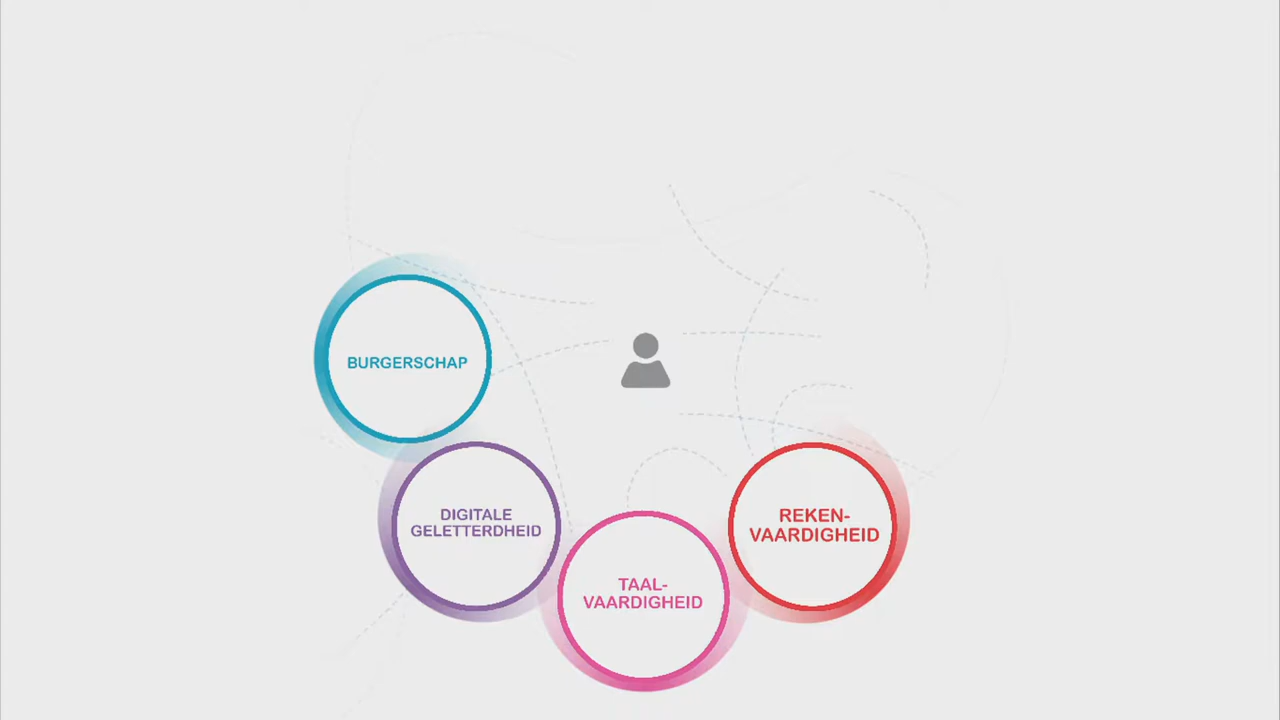 BURGERSCHAP
DIGITALE
GELETTERDHEID
TAAL-
VAARDIGHEID
REKEN-
VAARDIGHEID